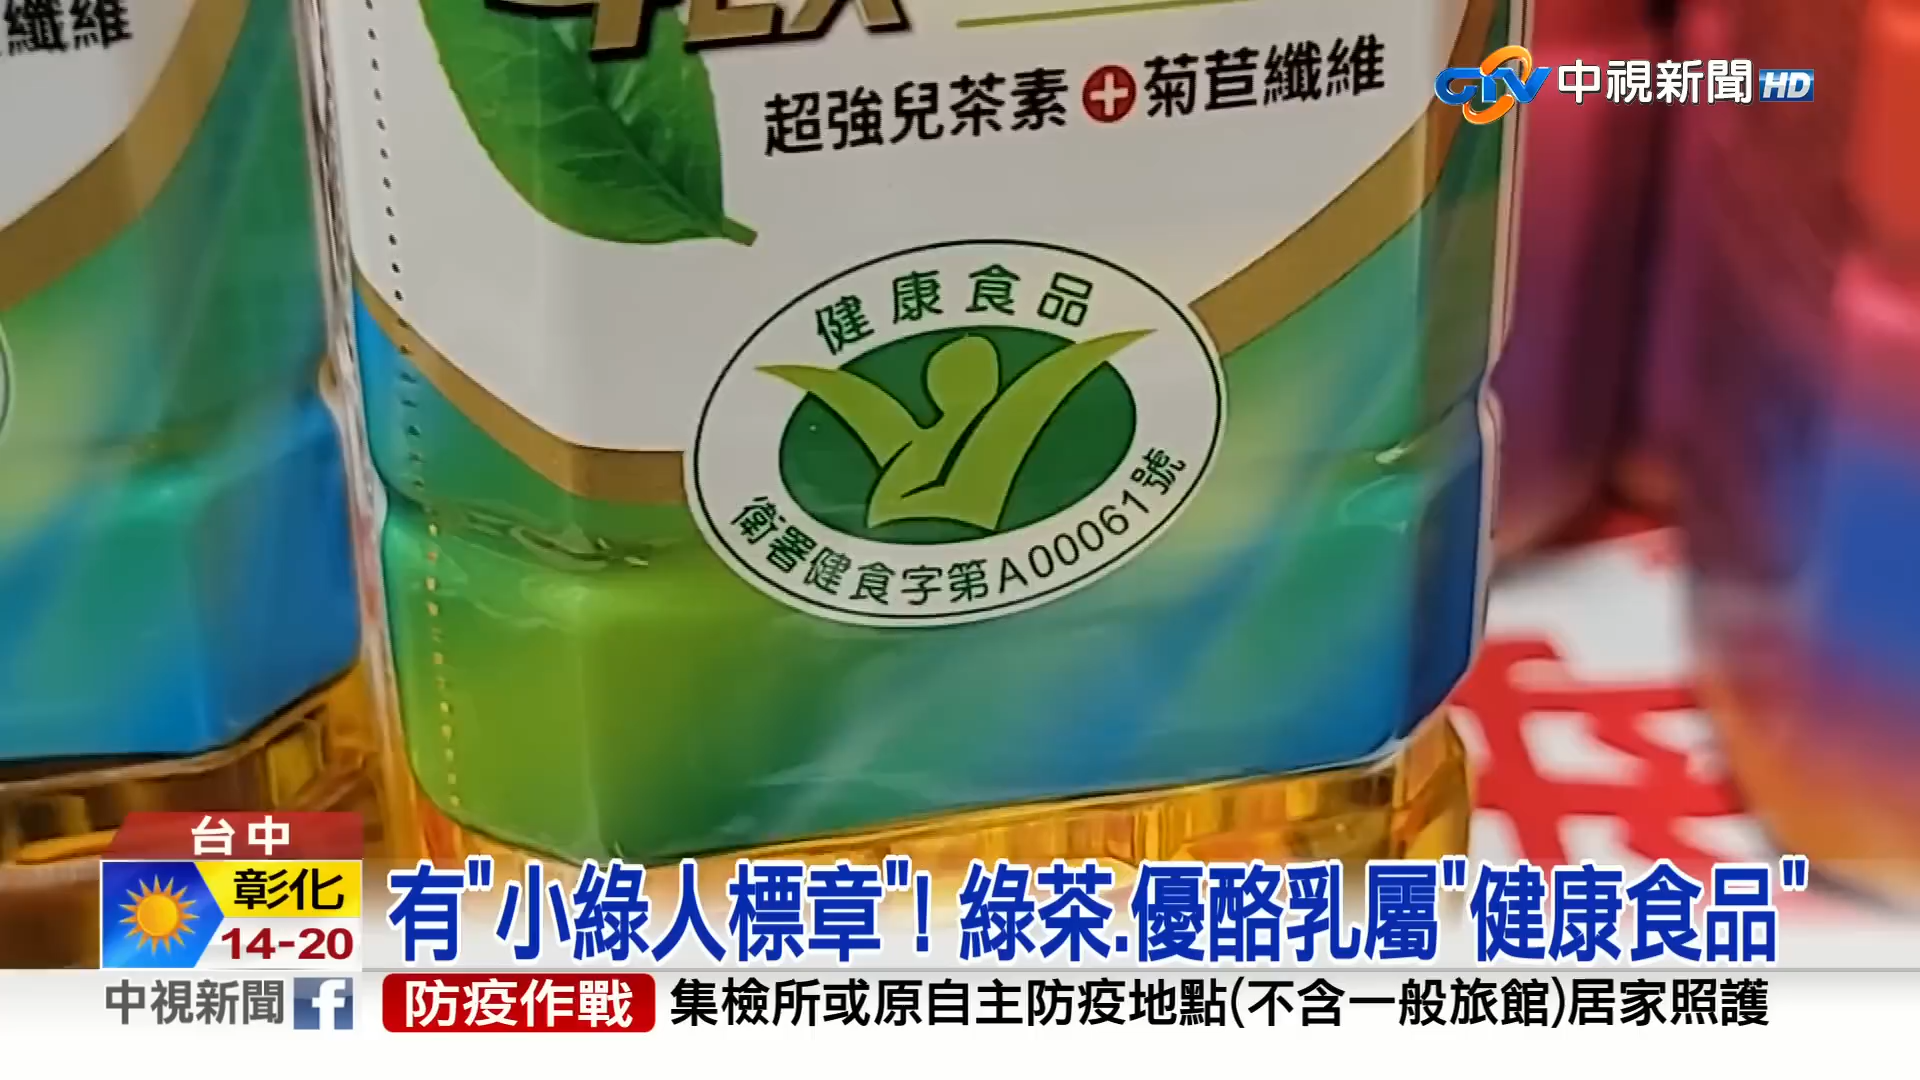 纖維
超強兒茶素+菊苣纖維
CTV中視新聞HD
健康食品
衛署健食字第A00061號
台中
彰化
14-20
有"小綠人標章"! 綠茶.優酪乳屬"健康食品"
中視新聞 f
防疫作戰 集檢所或原自主防疫地點(不含一般旅館)居家照護